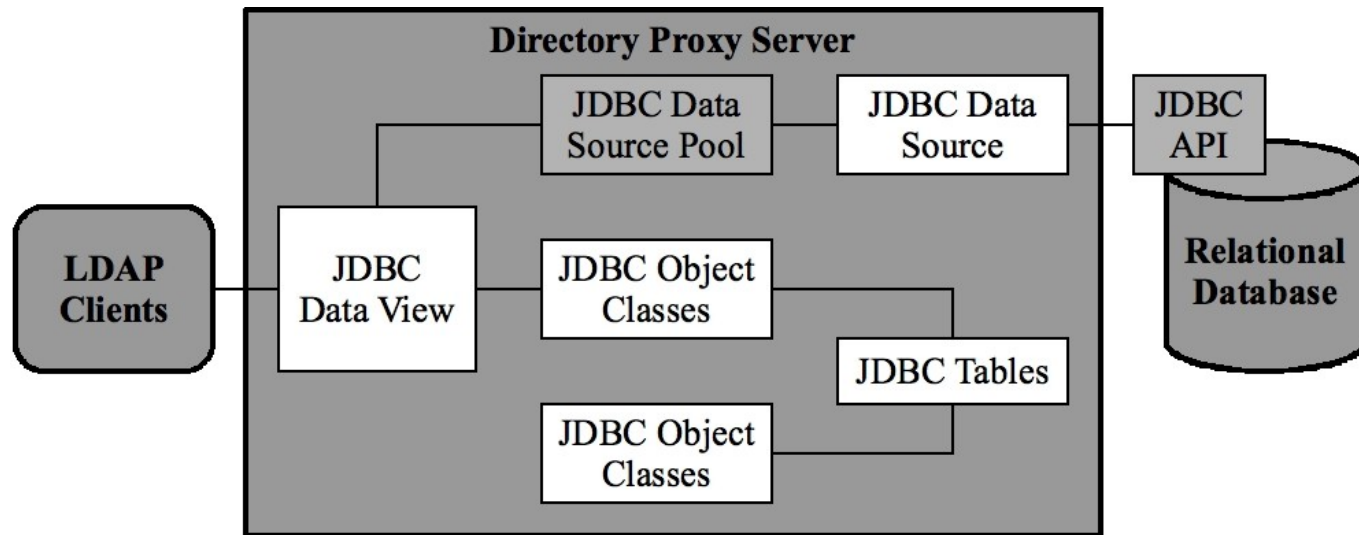 Directory Proxy Server
JDBC Data
Source Pool
JDBC Data
Source
JDBC
API
LDAP
Clients
JDBC
Data View
JDBC Object
Classes
Relational
Database
JDBC Tables
JDBC Object
Classes